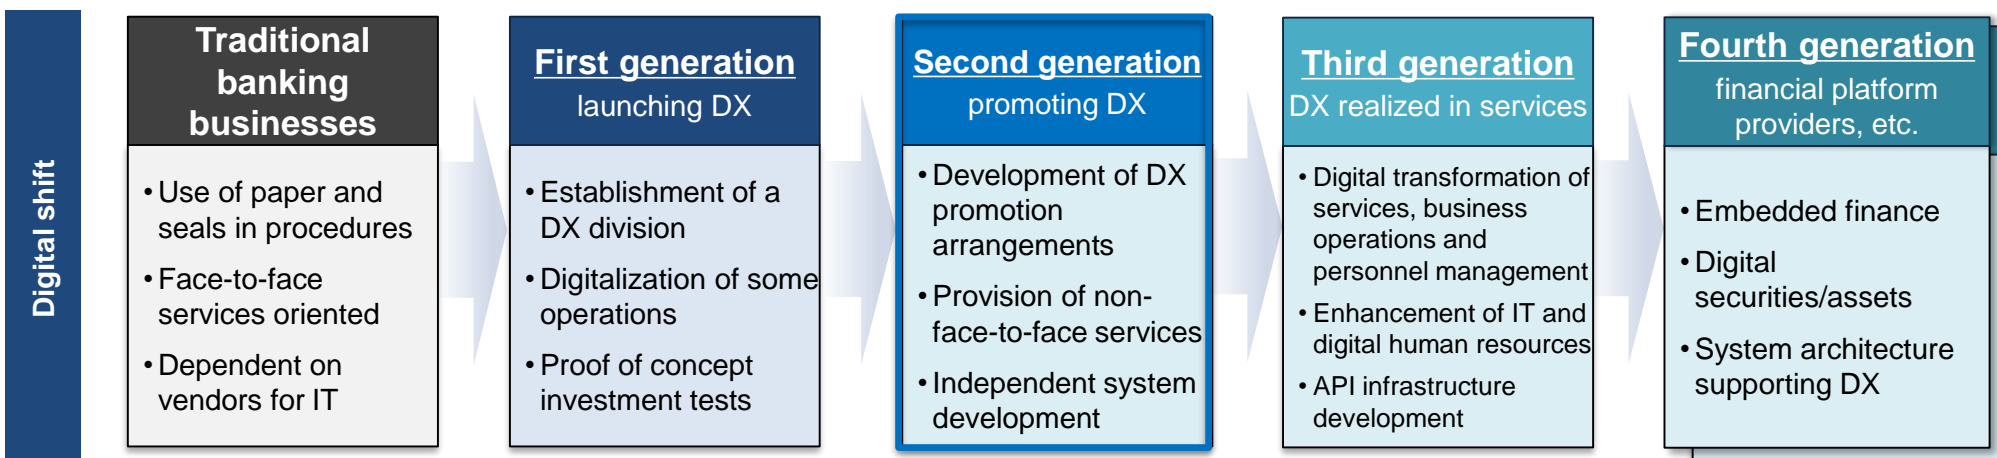 Digital shift
Traditional
banking
businesses
• Use of paper and
seals in procedures
• Face-to-face
services oriented
• Dependent on
vendors for IT
First generation
launching DX
• Establishment of a
DX division
• Digitalization of some
operations
• Proof of concept
investment tests
Second generation
promoting DX
• Development of DX
promotion
arrangements
• Provision of non-
face-to-face services
• Independent system
development
Third generation
DX realized in services
• Digital transformation of
services, business
operations and
personnel management
• Enhancement of IT and
digital human resources
• API infrastructure
development
Fourth generation
financial platform
providers, etc.
• Embedded finance
• Digital
securities/assets
• System architecture
supporting DX